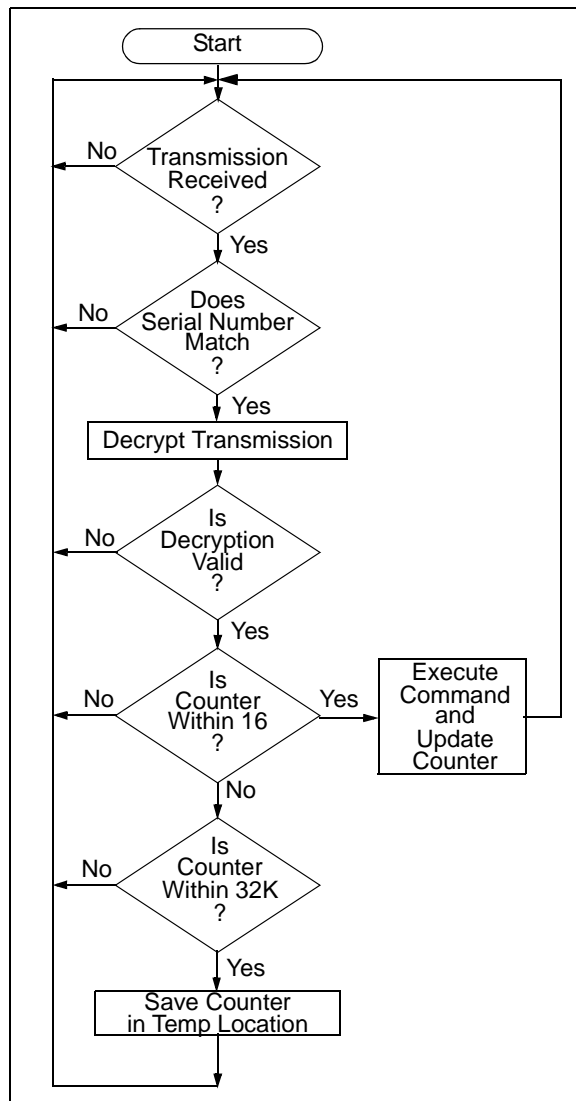 Start
No
Transmission
Received
?
Yes
Does
Serial Number
Match
?
No
Yes
Decrypt Transmission
Is
Decryption
Valid
?
No
Yes
Is
Counter
Within 16
?
No
Yes
Execute
Command
and
Update
Counter
No
Is
Counter
Within 32K
?
No
Yes
Save Counter
in Temp Location